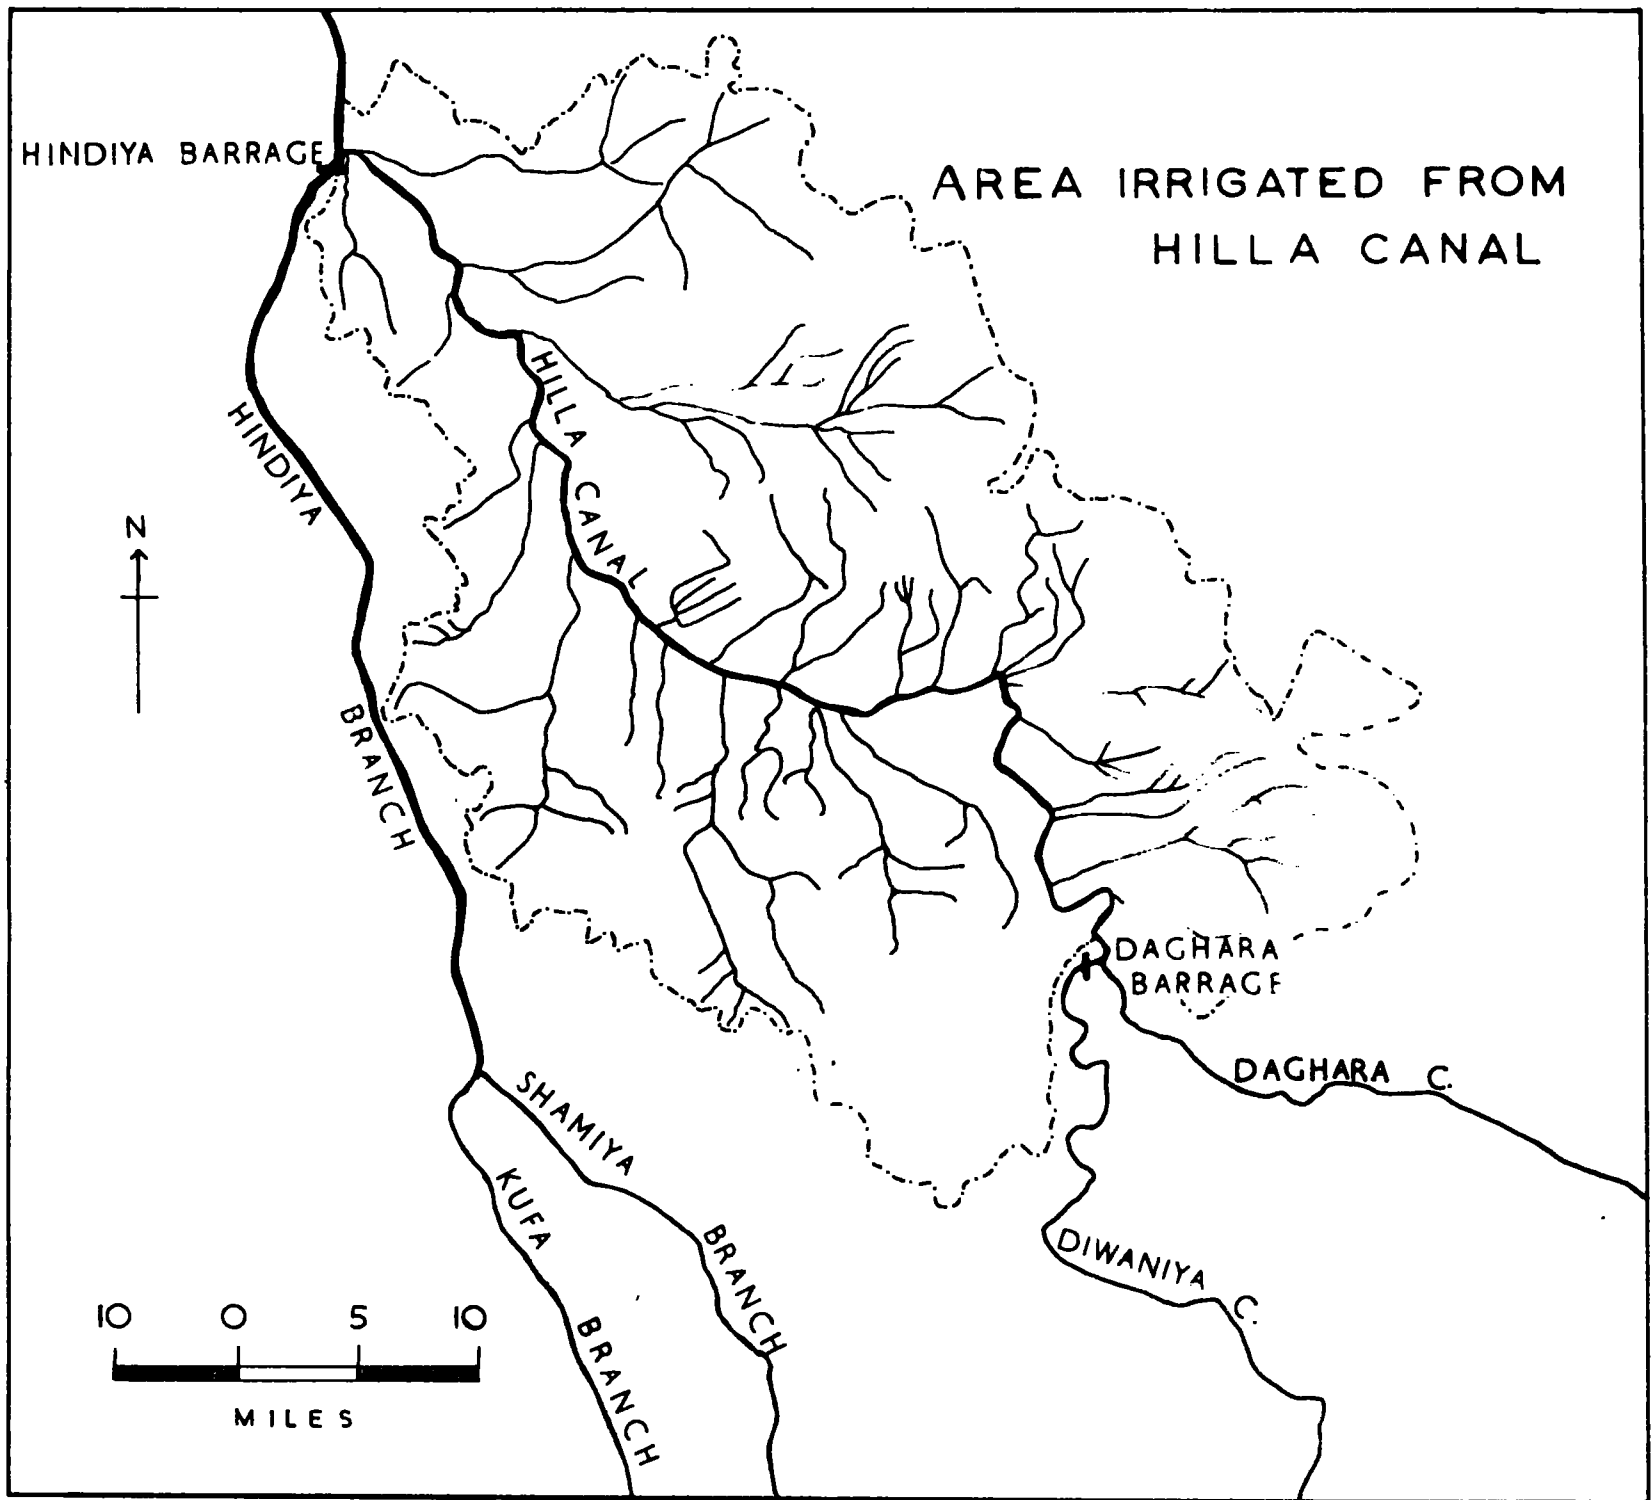 HINDIYA BARRAGE
AREA IRRIGATED FROM
HILLA CANAL
HILLA CANAL
HINDIYA BRANCH
N
DAGHARA
BARRAGE
DAGHARA C.
SHAMIYA BRANCH
KUFA BRANCH
DIWANIYA C.
10 0 5 10
MILES